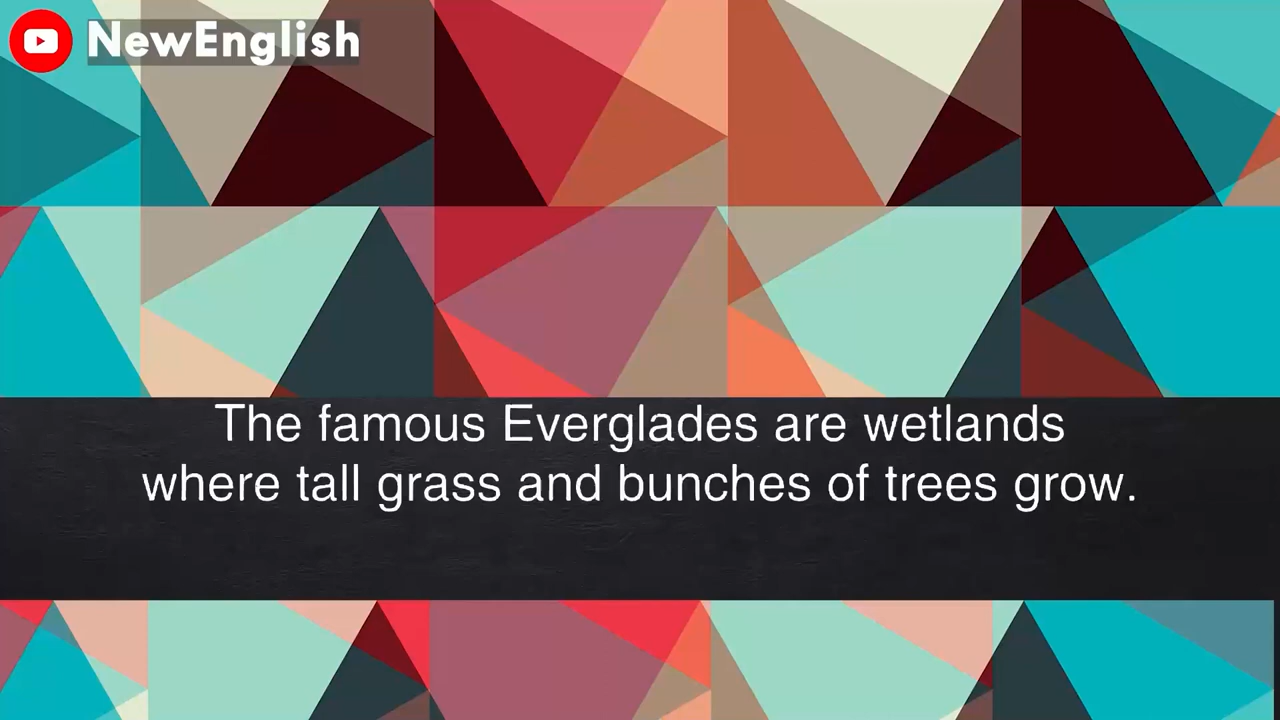 NewEnglish
The famous Everglades are wetlands
where tall grass and bunches of trees grow.